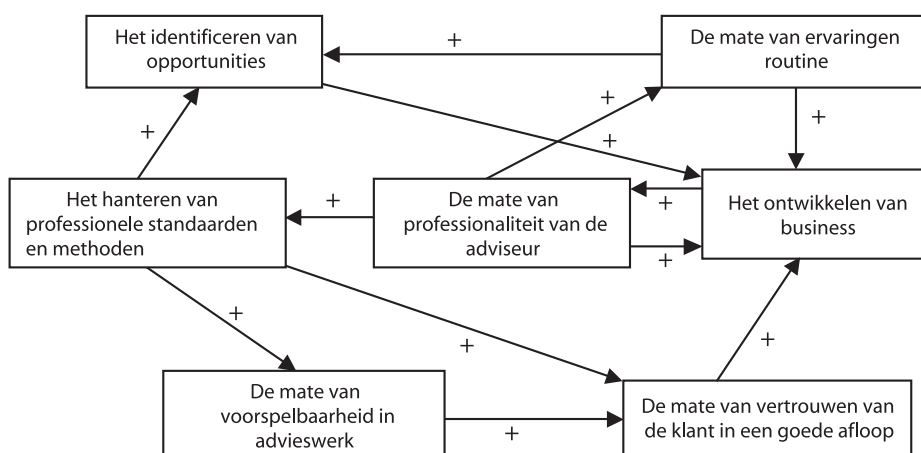 Het identificeren van
opportunities
+
De mate van ervaringen
routine
+
+
+
+
Het hanteren van
professionele standaarden
en methoden
+
De mate van
professionaliteit van de
adviseur
+
+
Het ontwikkelen van
business
+
+
+
De mate van
voorspelbaarheid in
advieswerk
+
De mate van vertrouwen van
de klant in een goede afloop